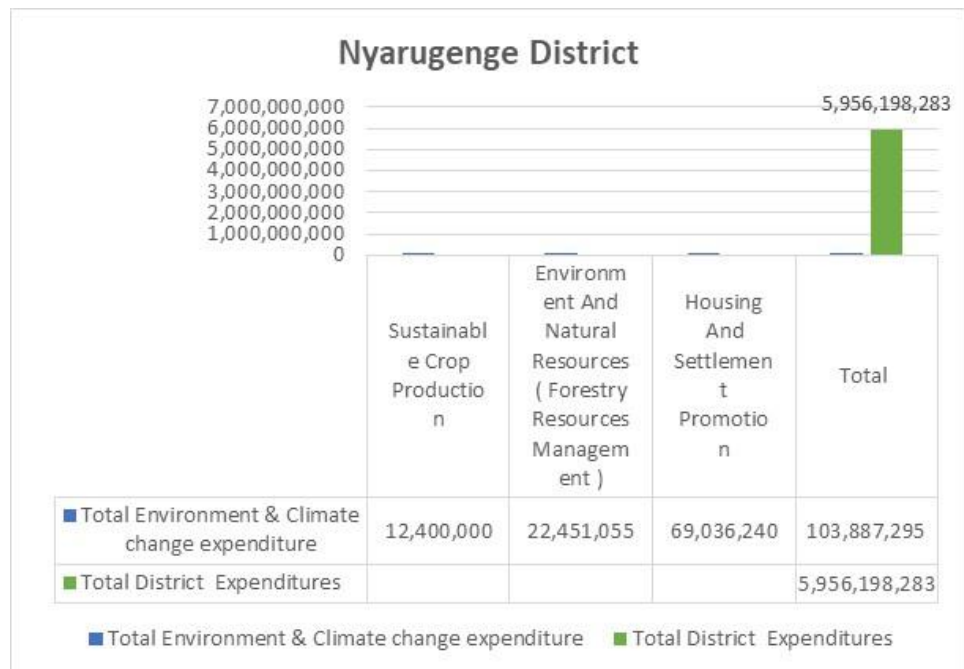 Nyarugenge District
5,956,198,283
7,000,000,000
6,000,000,000
5,000,000,000
4,000,000,000
3,000,000,000
2,000,000,000
1,000,000,000
0
Sustainabl
e Crop
Productio
n
Environm
ent And
Natural
Resources
( Forestry
Resources
Managem
ent )
Housing
And
Settlemen
t
Promotio
n
Total
Total Environment & Climate
change expenditure
12,400,000
22,451,055
69,036,240
103,887,295
Total District Expenditures
5,956,198,283
Total Environment & Climate change expenditure
Total District Expenditures